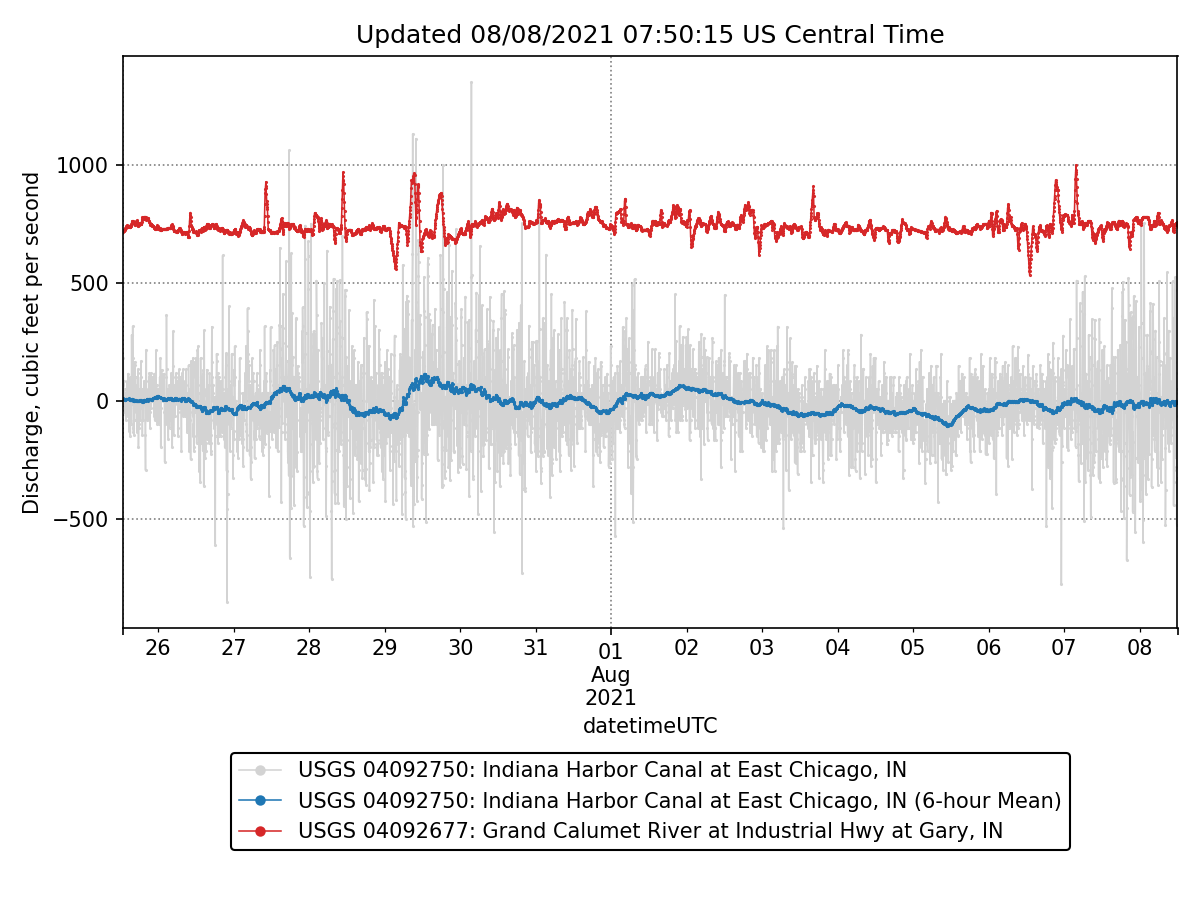 Updated 08/08/2021 07:50:15 US Central Time
Discharge, cubic feet per second
1000
500
0
−500
26 27 28 29 30 31 01 02 03 04 05 06 07 08
Aug
2021
datetimeUTC
USGS 04092750: Indiana Harbor Canal at East Chicago, IN
USGS 04092750: Indiana Harbor Canal at East Chicago, IN (6-hour Mean)
USGS 04092677: Grand Calumet River at Industrial Hwy at Gary, IN